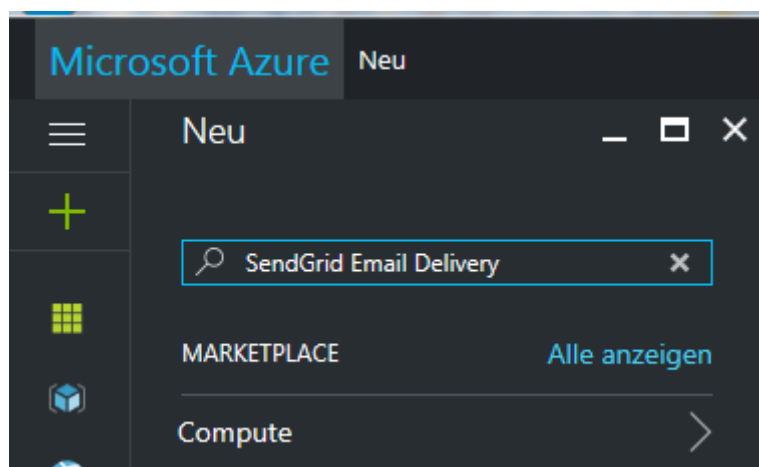 Microsoft Azure Neu
Neu
SendGrid Email Delivery
MARKETPLACE Alle anzeigen
Compute